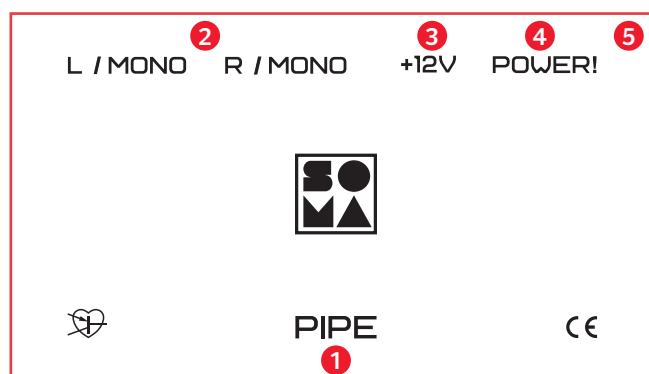 2 3 4 5
L / MONO R / MONO +12V POWER!
SO
MA
PIPE CE
1